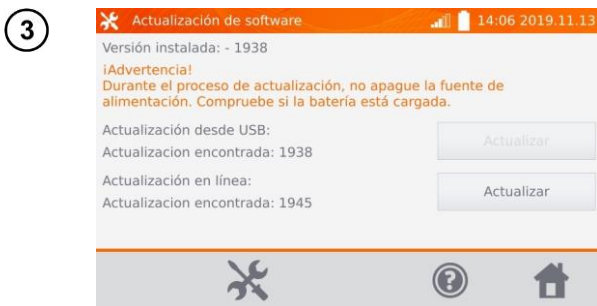 3
Actualización de software
14:06 2019.11.13
Versión instalada: - 1938
¡Advertencia!
Durante el proceso de actualización, no apague la fuente de
alimentación. Compruebe si la batería está cargada.
Actualización desde USB:
Actualizacion encontrada: 1938
Actualizar
Actualización en línea:
Actualizacion encontrada: 1945
Actualizar
?